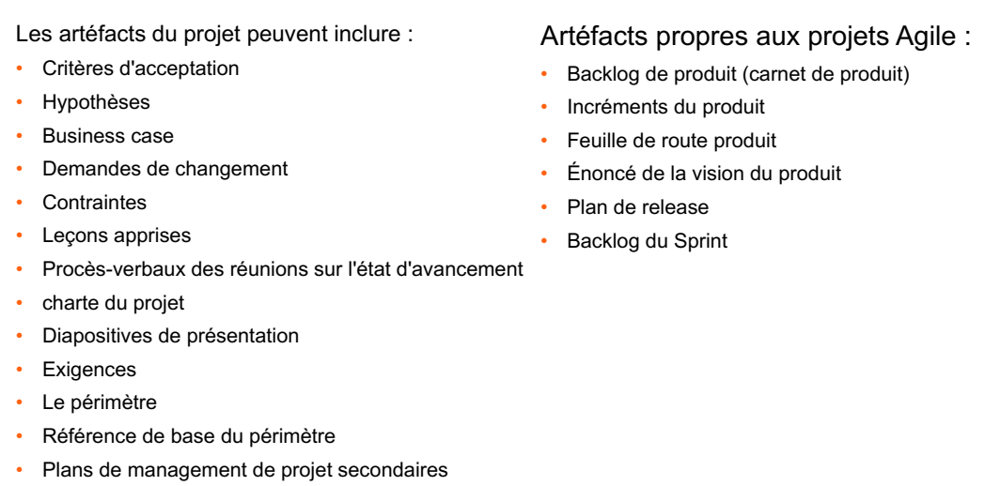 Les artéfacts du projet peuvent inclure :
• Critères d'acceptation
• Hypothèses
• Business case
• Demandes de changement
• Contraintes
• Leçons apprises
• Procès-verbaux des réunions sur l'état d'avancement
• charte du projet
• Diapositives de présentation
• Exigences
• Le périmètre
• Référence de base du périmètre
• Plans de management de projet secondaires
Artéfacts propres aux projets Agile :
• Backlog de produit (carnet de produit)
• Incréments du produit
• Feuille de route produit
• Énoncé de la vision du produit
• Plan de release
• Backlog du Sprint